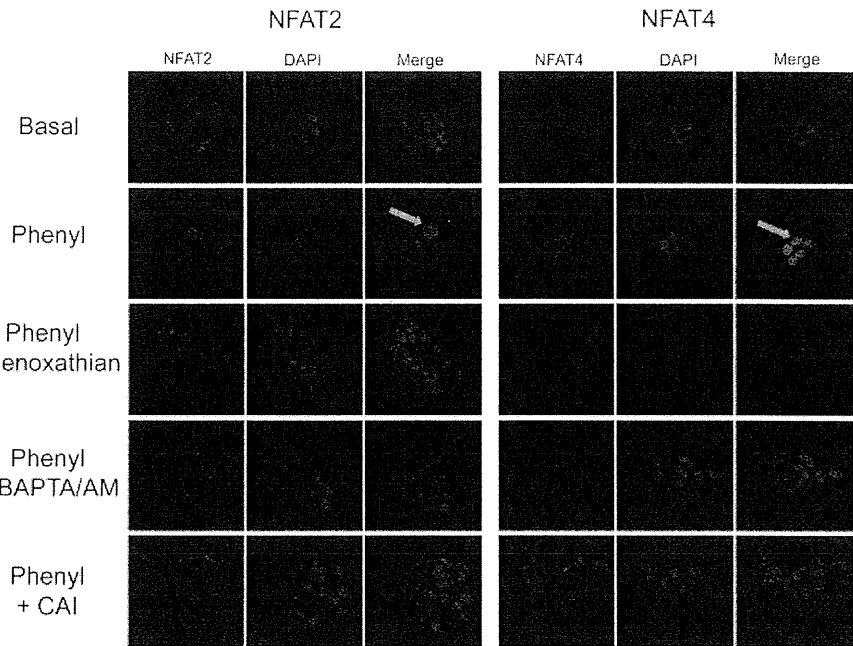 NFAT2 NFAT4
NFAT2 DAPI Merge NFAT4 DAPI Merge
Basal
Phenyl
Phenyl
enoxathian
Phenyl
BAPTA/AM
Phenyl
+ CAI